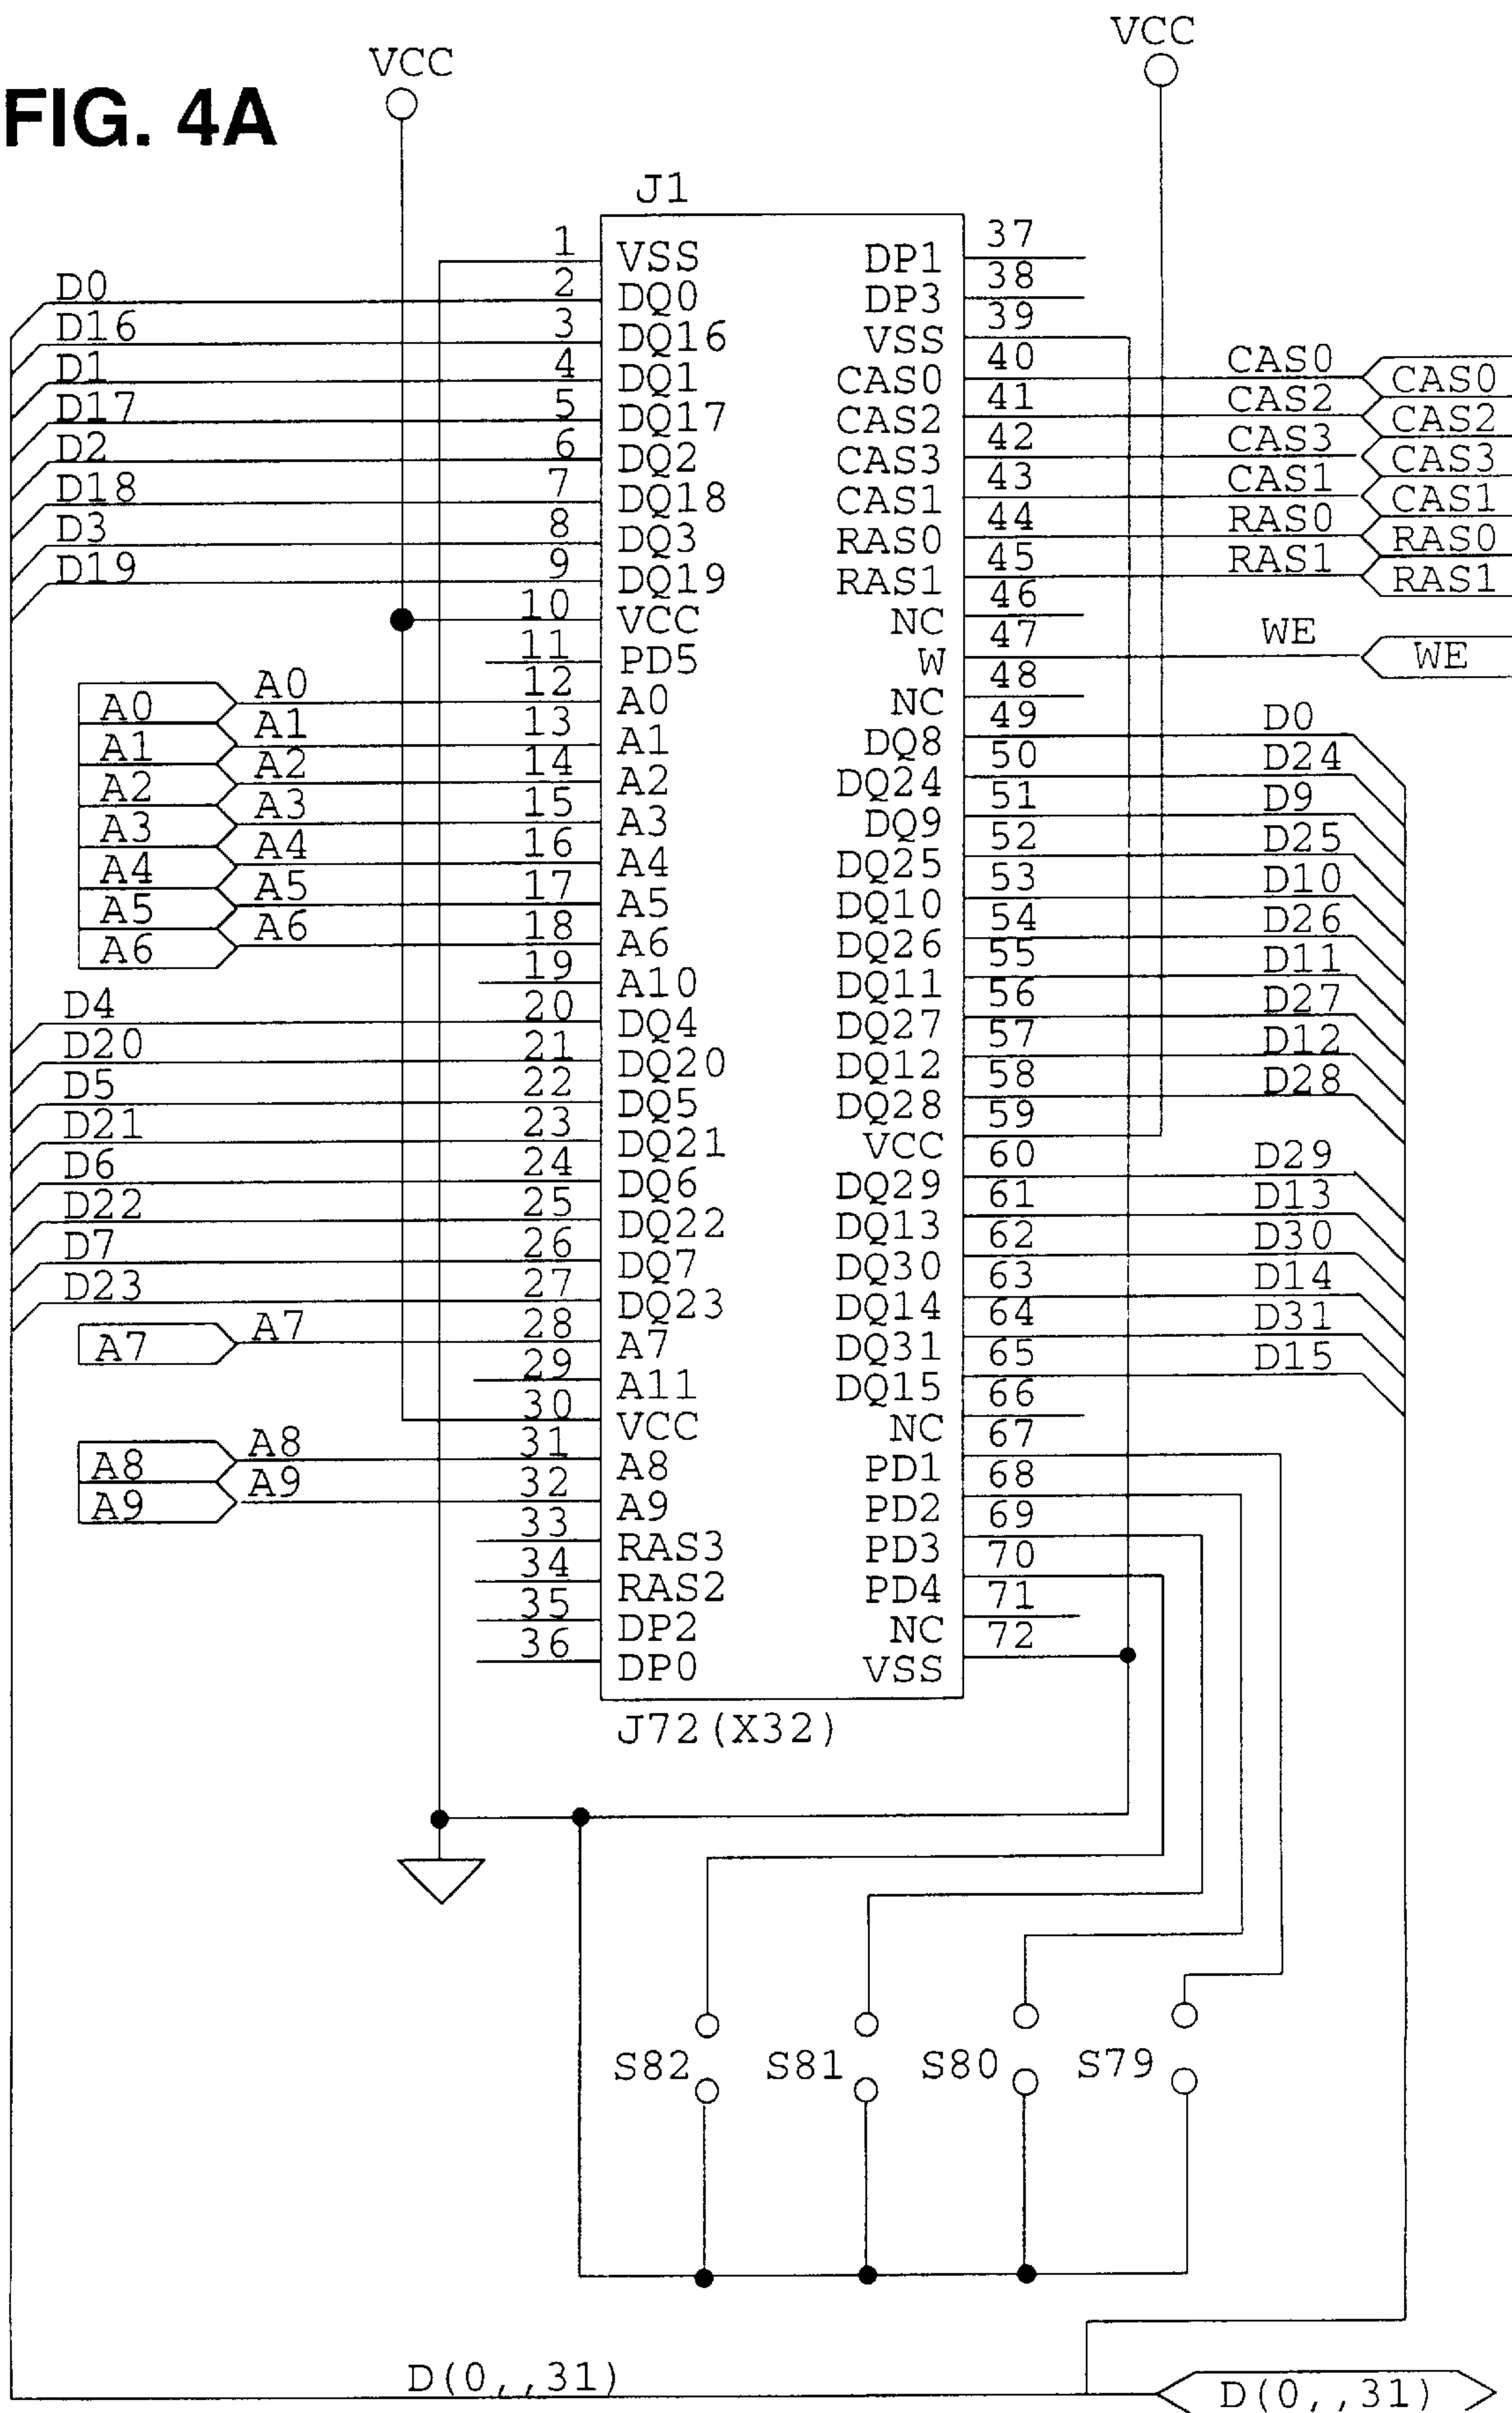 VCC
VCC
FIG. 4A
J1
1 VSS DP1 37
D0 2 DQ0 DP3 38
D16 3 DQ16 VSS 39
D1 4 DQ1 CAS0 40 CAS0 CAS0
D17 5 DQ17 CAS2 41 CAS2 CAS2
D2 6 DQ2 CAS3 42 CAS3 CAS3
D18 7 DQ18 CAS1 43 CAS1 CAS1
D3 8 DQ3 RAS0 44 RAS0 RAS0
D19 9 DQ19 RAS1 45 RAS1 RAS1
10 VCC NC 46
11 PD5 W 47 WE WE
A0 A0 12 A0 NC 48
A1 A1 13 A1 DQ8 49 D0
A2 A2 14 A2 DQ24 50 D24
A3 A3 15 A3 DQ9 51 D9
A4 A4 16 A4 DQ25 52 D25
A5 A5 17 A5 DQ10 53 D10
A6 A6 18 A6 DQ26 54 D26
19 A10 DQ11 55 D11
D4 20 DQ4 DQ27 56 D27
D20 21 DQ20 DQ12 57 D12
D5 22 DQ5 DQ28 58 D28
D21 23 DQ21 VCC 59
D6 24 DQ6 DQ29 60 D29
D22 25 DQ22 DQ13 61 D13
D7 26 DQ7 DQ30 62 D30
D23 27 DQ23 DQ14 63 D14
A7 A7 28 A7 DQ31 64 D31
29 A11 DQ15 65 D15
30 VCC NC 66
A8 A8 31 A8 PD1 67
A9 A9 32 A9 PD2 68
33 RAS3 PD3 69
34 RAS2 PD4 70
35 DP2 NC 71
36 DP0 VSS 72
J72(X32)
S82 S81 S80 S79
D(0,,31) D(0,,31)